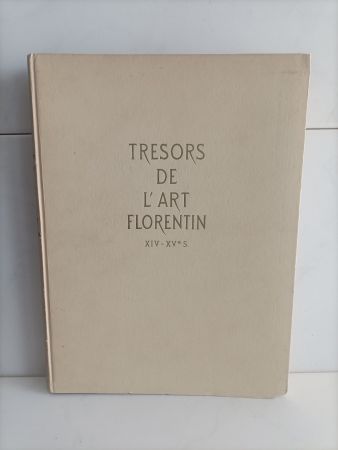 TRESORS
DE
L'ART
FLORENTIN
XIV-XVe S.